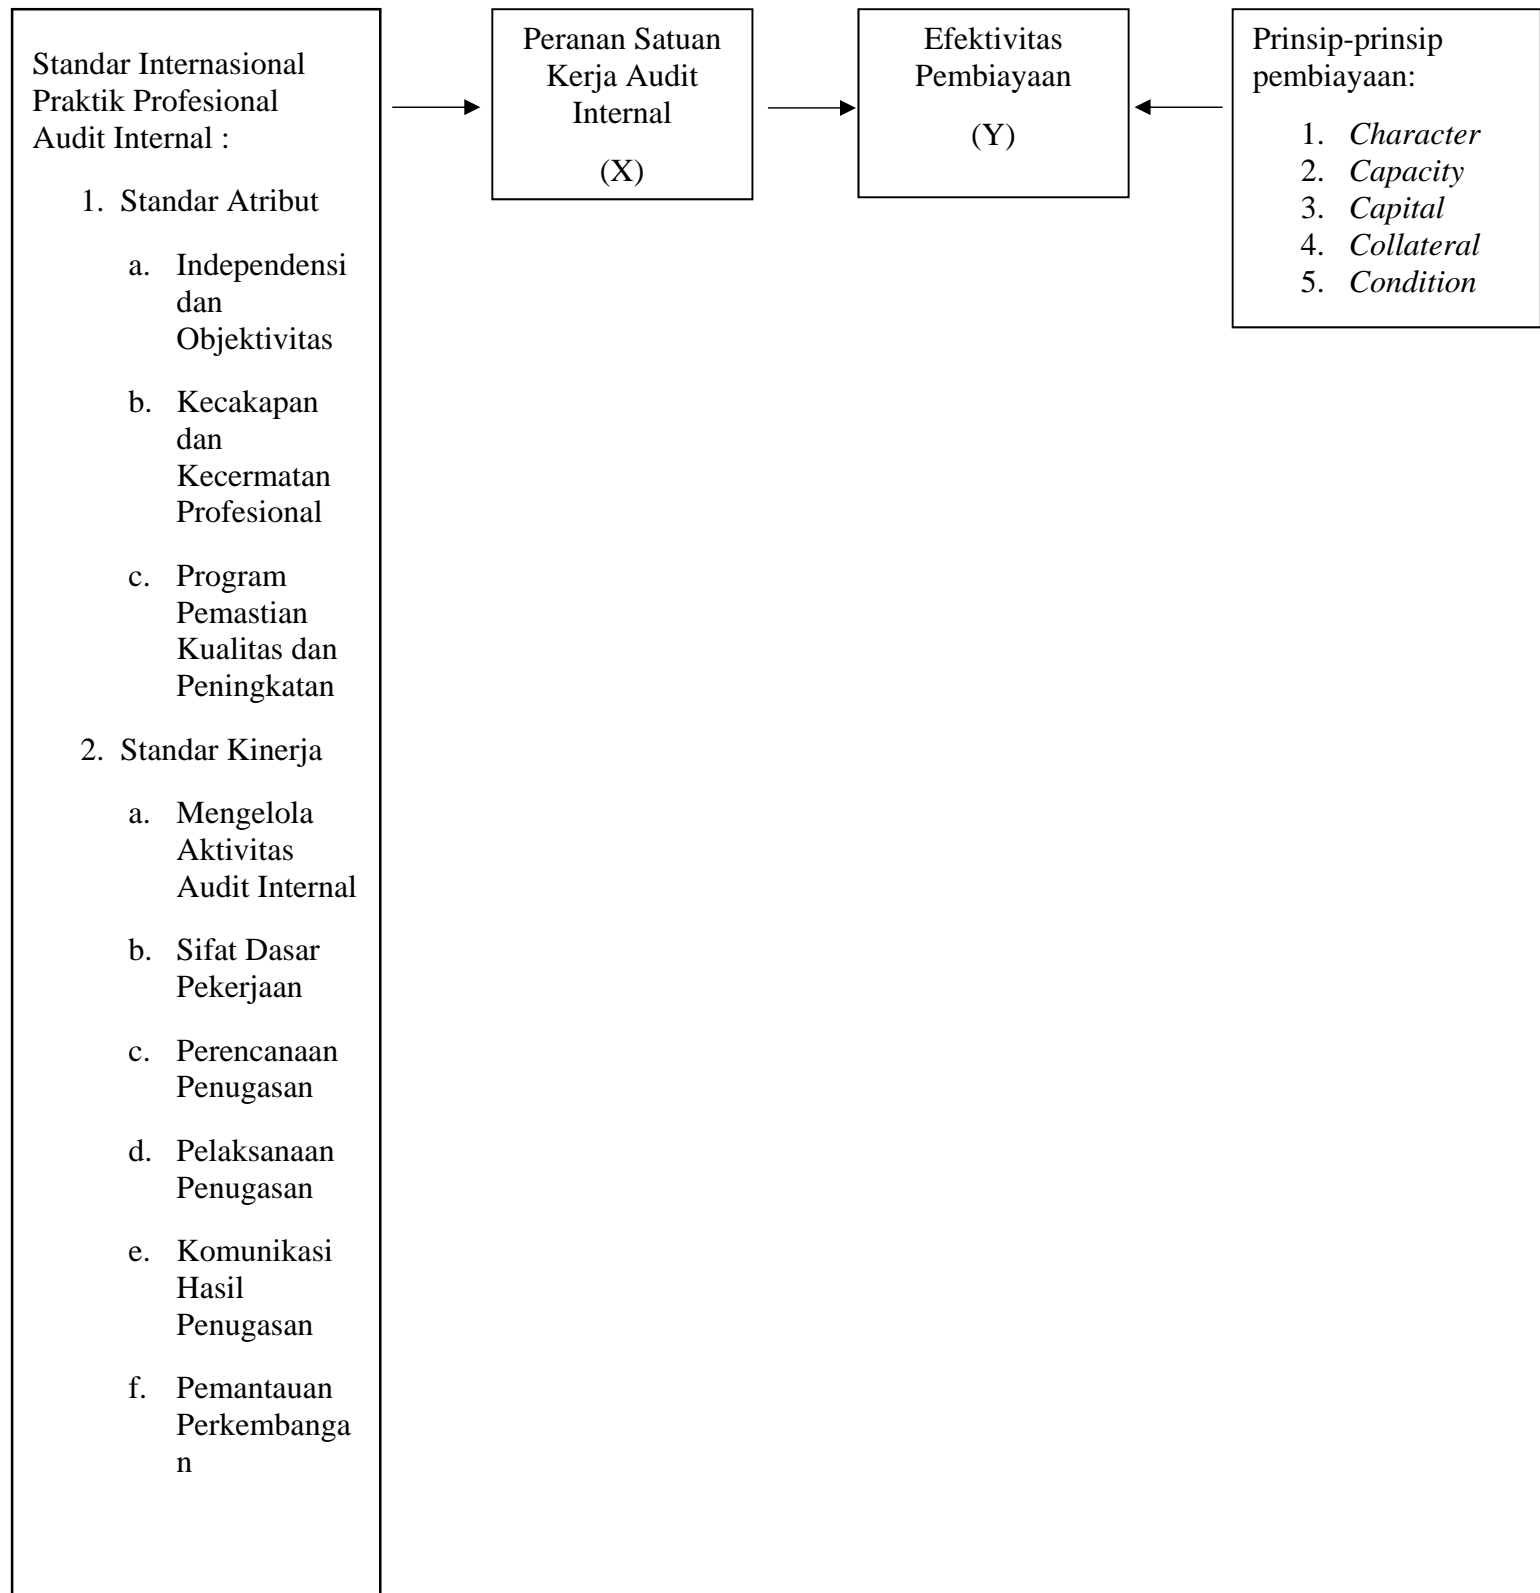 Standar Internasional
Praktik Profesional
Audit Internal :
1. Standar Atribut
a. Independensi
dan
Objektivitas
b. Kecakapan
dan
Kecermatan
Profesional
c. Program
Pemastian
Kualitas dan
Peningkatan
2. Standar Kinerja
a. Mengelola
Aktivitas
Audit Internal
b. Sifat Dasar
Pekerjaan
c. Perencanaan
Penugasan
d. Pelaksanaan
Penugasan
e. Komunikasi
Hasil
Penugasan
f. Pemantauan
Perkembanga
n
Peranan Satuan
Kerja Audit
Internal
(X)
Efektivitas
Pembiayaan
(Y)
Prinsip-prinsip
pembiayaan:
1. Character
2. Capacity
3. Capital
4. Collateral
5. Condition